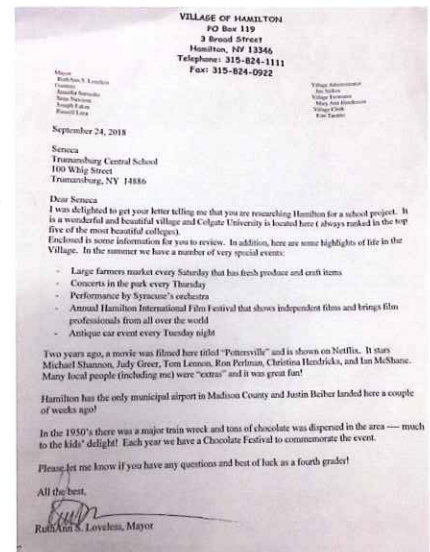 VILLAGE OF HAMILTON
PO Box 119
3 Broad Street
Hamilton, NY 13346
Telephone: 315-824-1111
Fax: 315-824-0922
Mayor
RuthAnn S. Loveless
Village Administrator
Village Clerk
September 24, 2018
Seneca
Trumansburg Central School
100 Whig Street
Trumansburg, NY 14886
Dear Seneca
I was delighted to get your letter telling me that you are researching Hamilton for a school project. It
is a wonderful and beautiful village and Colgate University is located here ( always ranked in the top
five of the most beautiful colleges).
Enclosed is some information for you to review. In addition, here are some highlights of life in the
Village. In the summer we have a number of very special events:
- Large farmers market every Saturday that has fresh produce and craft items
- Concerts in the park every Thursday
- Performance by Syracuse's orchestra
- Annual Hamilton International Film Festival that shows independent films and brings film
professionals from all over the world
- Antique car event every Tuesday night
Two years ago, a movie was filmed here titled "Pottersville" and is shown on Netflix. It stars
Michael Shannon, Judy Greer, Tom Lennon, Ron Perlman, Christina Hendricks, and Ian McShane.
Many local people (including me) were "extras" and it was great fun!
Hamilton has the only municipal airport in Madison County and Justin Beiber landed here a couple
of weeks ago!
In the 1950's there was a major train wreck and tons of chocolate was dispersed in the area --- much
to the kids' delight! Each year we have a Chocolate Festival to commemorate the event.
Please let me know if you have any questions and best of luck as a fourth grader!
All the best,
RuthAnn S. Loveless, Mayor